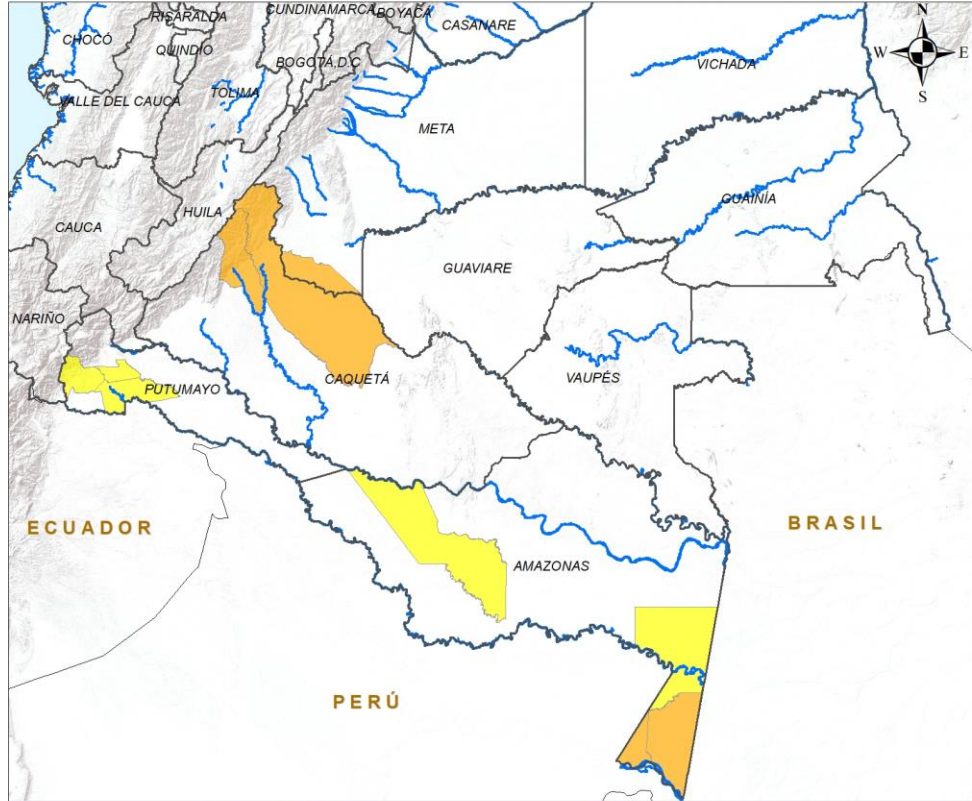 RISARALDA
CUNDINAMARCA
BOYACÁ
CASANARE
N
CHOCÓ
QUINDIO
BOGOTÁ D.C
VICHADA
W
E
S
VALLE DEL CAUCA
TOLIMA
META
GUAINÍA
HUILA
CAUCA
GUAVIARE
NARIÑO
CAQUETÁ
VAUPÉS
PUTUMAYO
ECUADOR
BRASIL
AMAZONAS
PERÚ